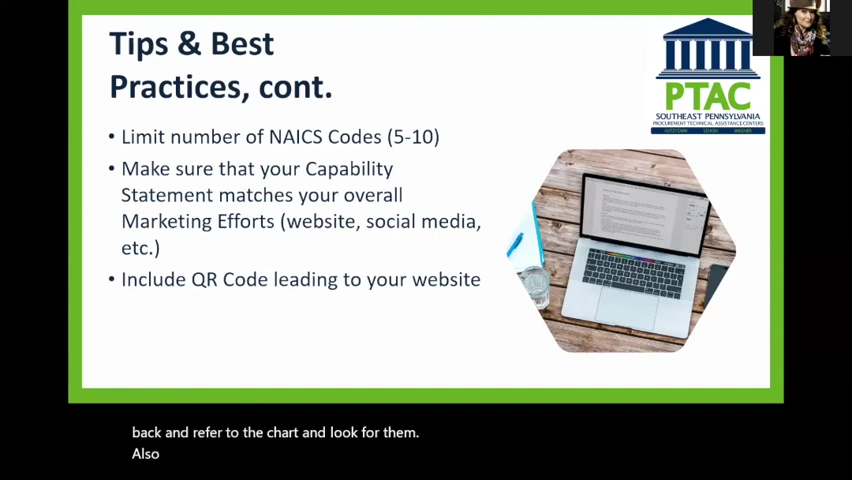 Tips & Best
Practices, cont.
• Limit number of NAICS Codes (5-10)
• Make sure that your Capability
Statement matches your overall
Marketing Efforts (website, social media,
etc.)
• Include QR Code leading to your website
PTAC
SOUTHEAST PENNSYLVANIA
PROCUREMENT TECHNICAL ASSISTANCE CENTERS
back and refer to the chart and look for them.
Also